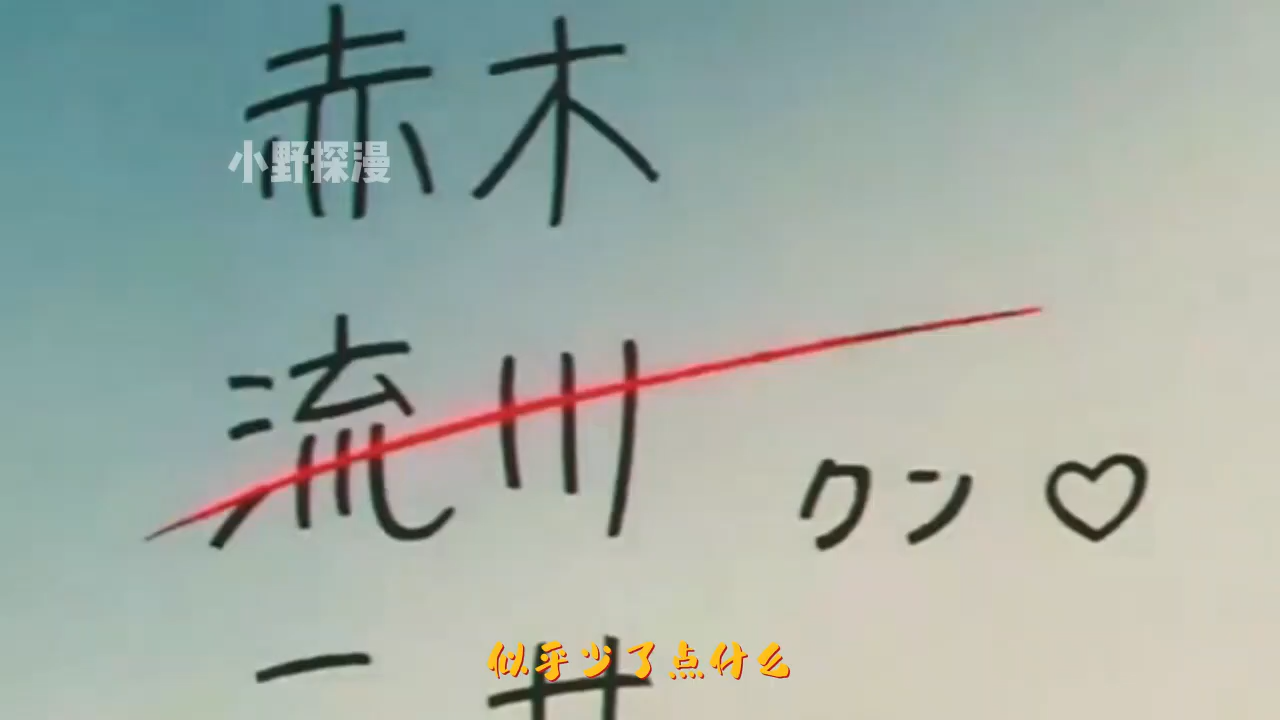 赤木
小野探漫
流川
クン♡
似乎少了点什么